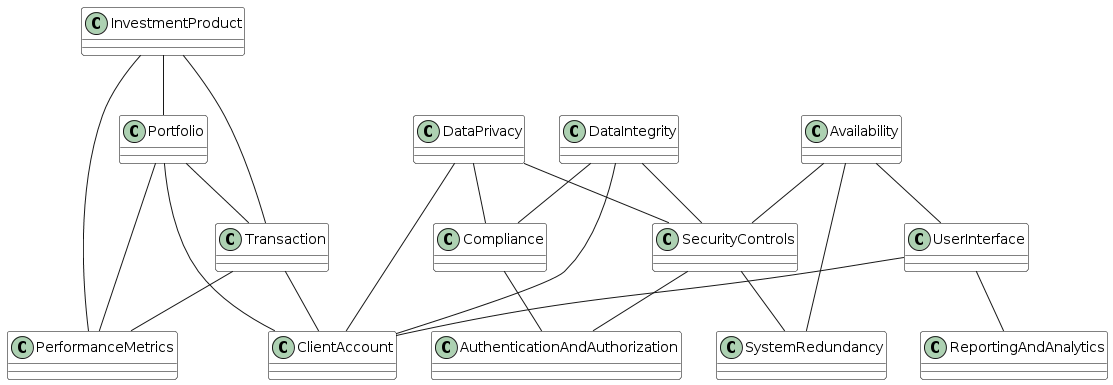 C InvestmentProduct
C Portfolio
C DataPrivacy
C DataIntegrity
C Availability
C Transaction
C Compliance
C SecurityControls
C UserInterface
C PerformanceMetrics
C ClientAccount
C AuthenticationAndAuthorization
C SystemRedundancy
C ReportingAndAnalytics